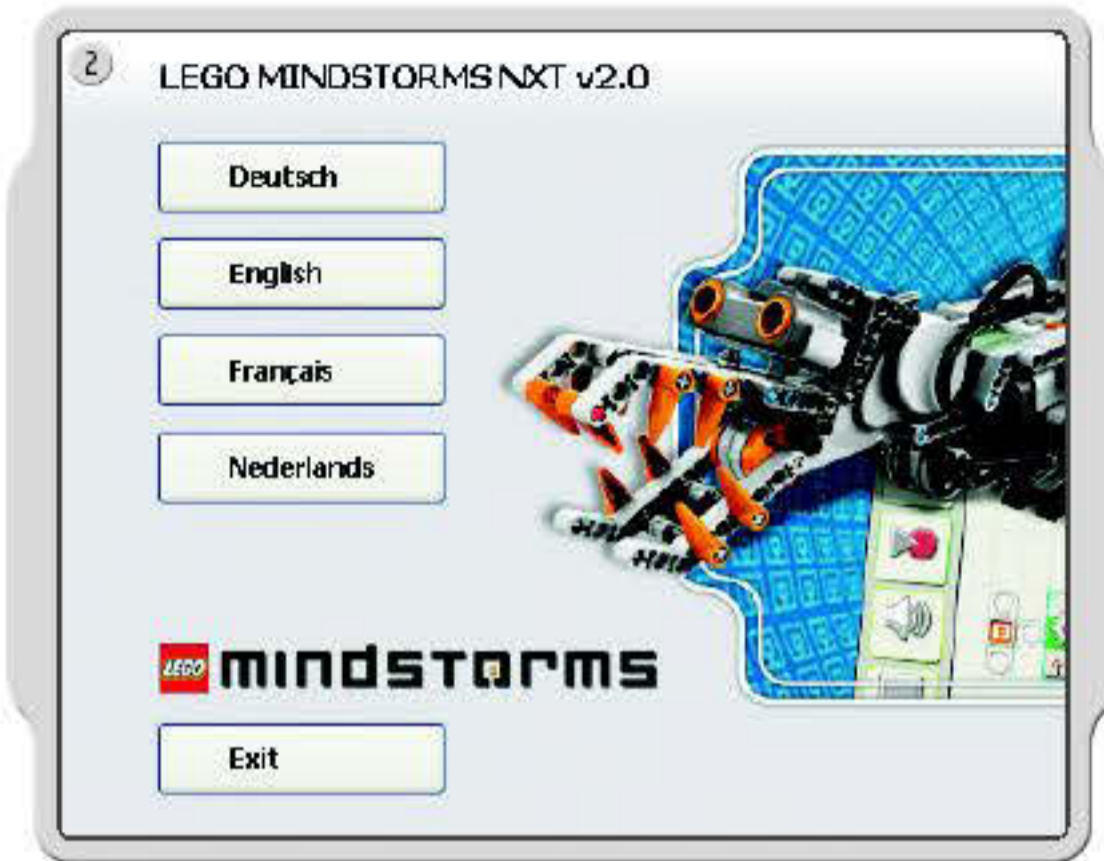 2
LEGO MINDSTORMS NXT v2.0
Deutsch
English
Français
Nederlands
LEGO mindstorms
Exit